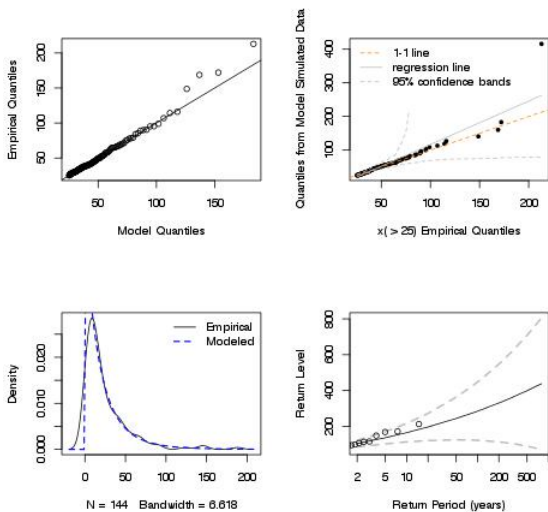 Empirical Quantiles
50 100 150 200
50 100 150
Model Quantiles
Quantiles from Model Simulated Data
100 200 300 400
1-1 line
regression line
95% confidence bands
50 100 150 200
x( > 25) Empirical Quantiles
Density
0.000 0.010 0.020
Empirical
Modeled
0 50 100 150 200
N = 144 Bandwidth = 6.618
Return Level
0 200 400 600 800
2 5 10 50 200 500
Return Period (years)